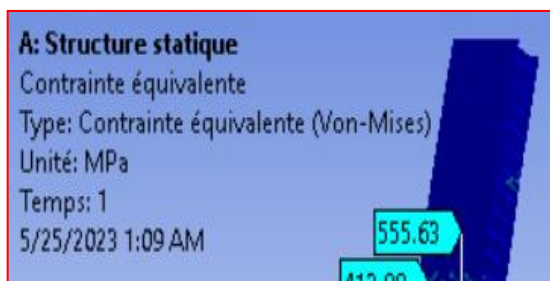 A: Structure statique
Contrainte équivalente
Type: Contrainte équivalente (Von-Mises)
Unité: MPa
Temps: 1
5/25/2023 1:09 AM
555.63